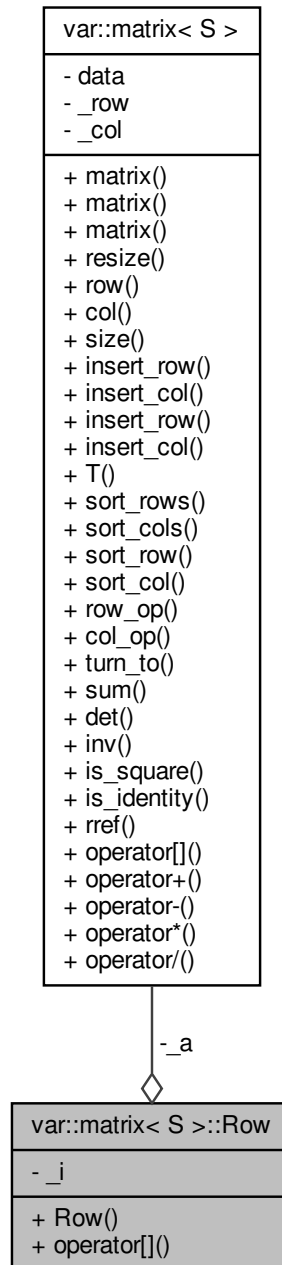 var::matrix< S >
- data
- _row
- _col
+ matrix()
+ matrix()
+ matrix()
+ resize()
+ row()
+ col()
+ size()
+ insert_row()
+ insert_col()
+ insert_row()
+ insert_col()
+ T()
+ sort_rows()
+ sort_cols()
+ sort_row()
+ sort_col()
+ row_op()
+ col_op()
+ turn_to()
+ sum()
+ det()
+ inv()
+ is_square()
+ is_identity()
+ rref()
+ operator[]()
+ operator+()
+ operator-()
+ operator*()
+ operator/()
-_a
var::matrix< S >::Row
- _i
+ Row()
+ operator[]()